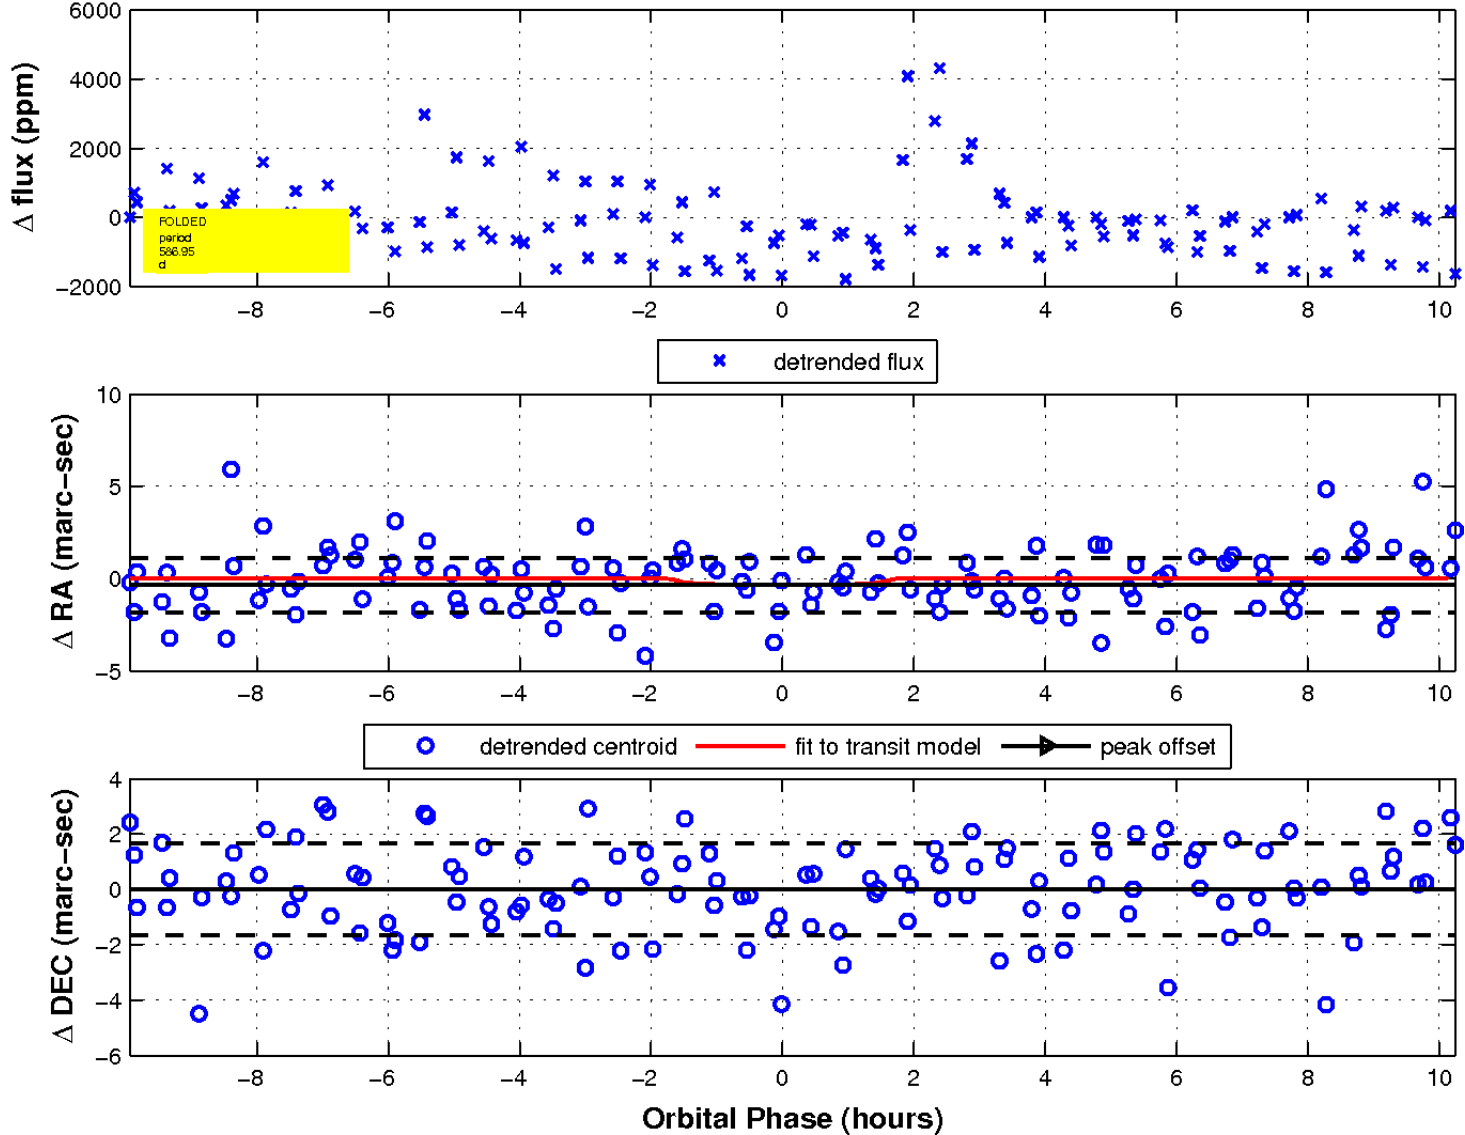 6000
4000
2000
0
−2000
Δ flux (ppm)
FOLDED
period
586.95
d
−8 −6 −4 −2 0 2 4 6 8 10
detrended flux
10
5
0
−5
Δ RA (marc−sec)
−8 −6 −4 −2 0 2 4 6 8 10
detrended centroid fit to transit model peak offset
4
2
0
−2
−4
−6
Δ DEC (marc−sec)
−8 −6 −4 −2 0 2 4 6 8 10
Orbital Phase (hours)